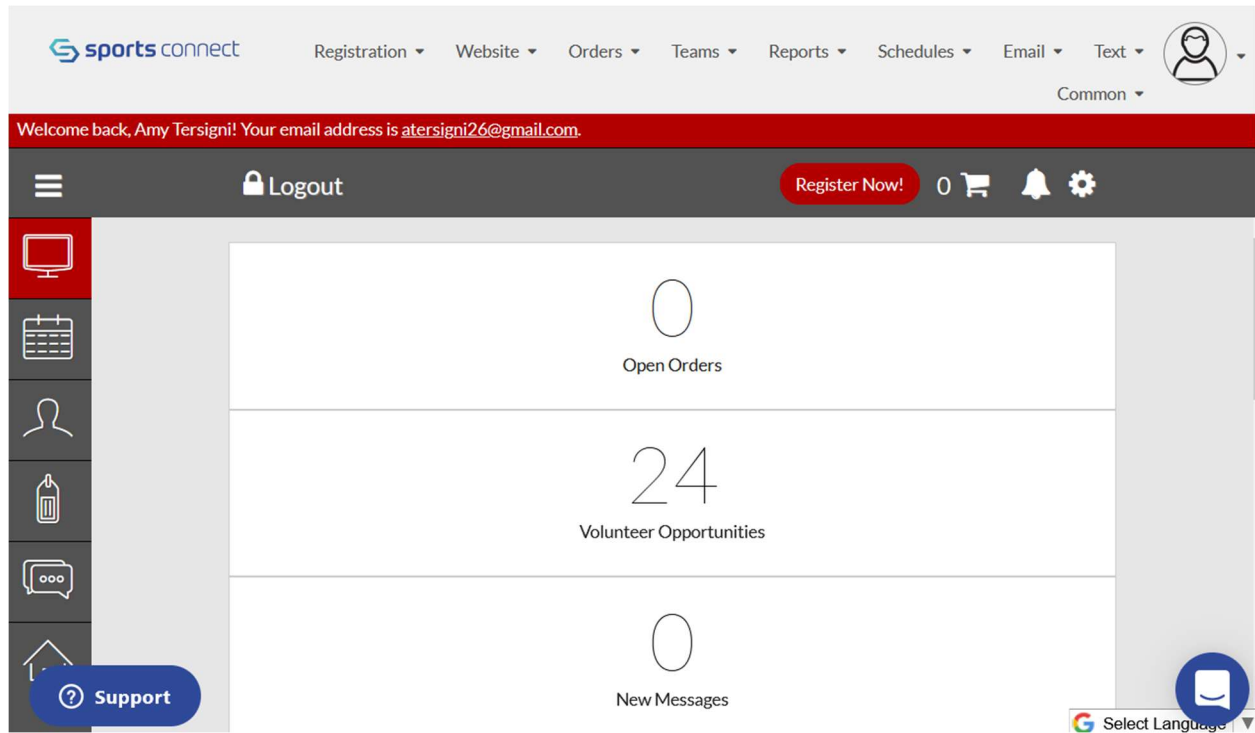 sports connect
Registration Website Orders Teams Reports Schedules Email Text
Common
Welcome back, Amy Tersigni! Your email address is atersigni26@gmail.com.
Logout
Register Now!
0
0
Open Orders
24
Volunteer Opportunities
0
New Messages
Support
Select Language